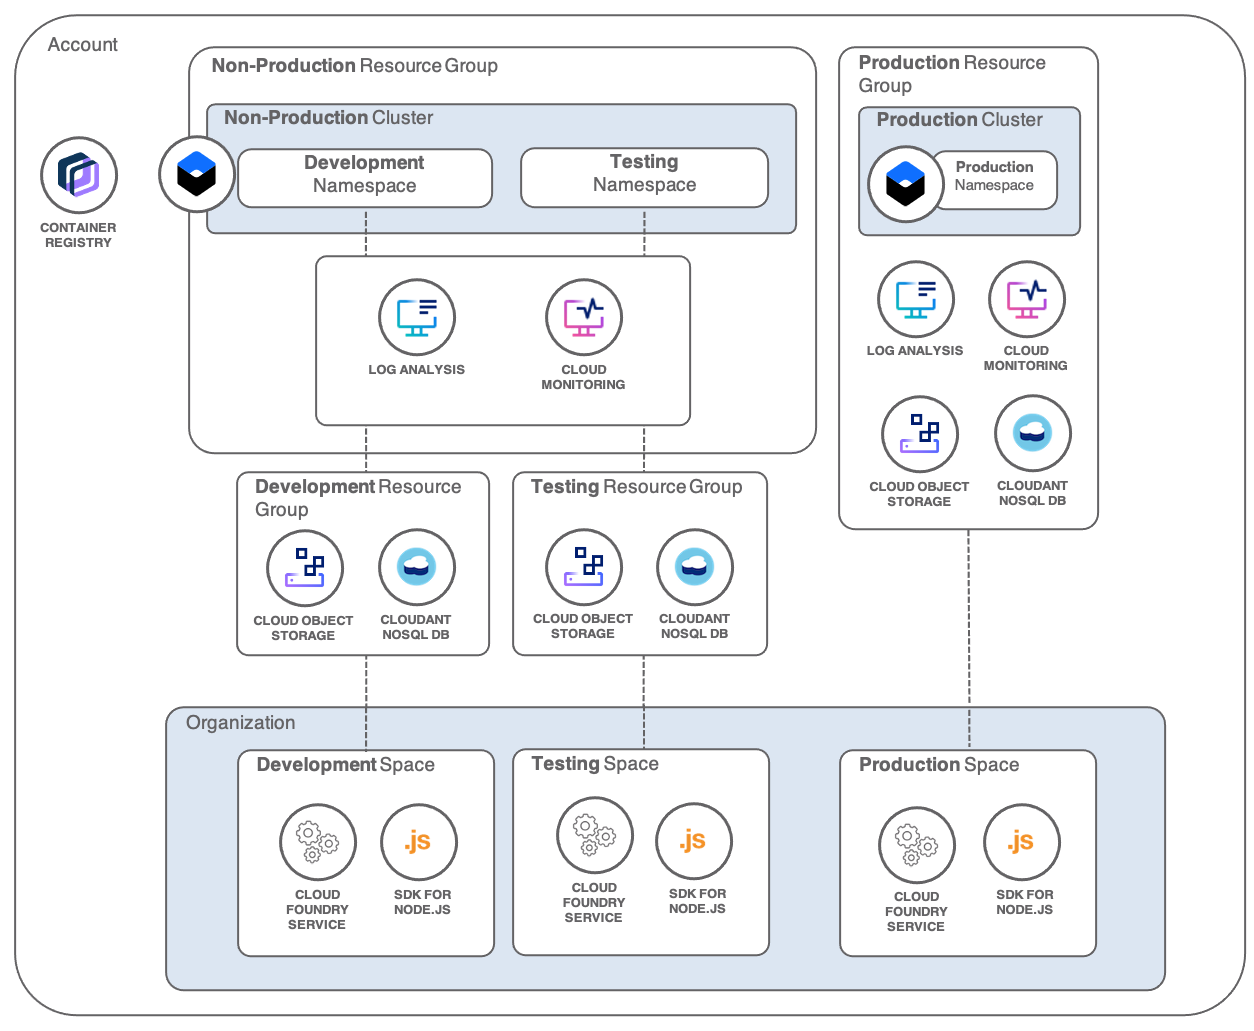 Account
Non-Production Resource Group
Non-Production Cluster
Development
Namespace
Testing
Namespace
CONTAINER
REGISTRY
LOG ANALYSIS
CLOUD
MONITORING
Production Resource
Group
Production Cluster
Production
Namespace
LOG ANALYSIS
CLOUD
MONITORING
CLOUD OBJECT
STORAGE
CLOUDANT
NOSQL DB
Development Resource
Group
CLOUD OBJECT
STORAGE
CLOUDANT
NOSQL DB
Testing Resource Group
CLOUD OBJECT
STORAGE
CLOUDANT
NOSQL DB
Organization
Development Space
.js
CLOUD
FOUNDRY
SERVICE
SDK FOR
NODE.JS
Testing Space
.js
CLOUD
FOUNDRY
SERVICE
SDK FOR
NODE.JS
Production Space
.js
CLOUD
FOUNDRY
SERVICE
SDK FOR
NODE.JS